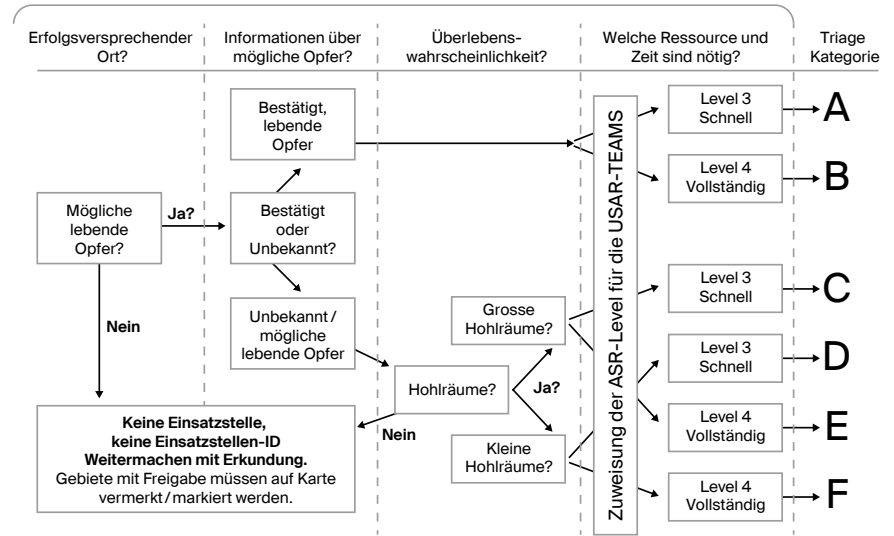 Erfolgsversprechender
Ort?
Informationen über
mögliche Opfer?
Überlebens-
wahrscheinlichkeit?
Welche Ressource und
Zeit sind nötig?
Triage
Kategorie
Mögliche
lebende
Opfer?
Ja?
Nein
Bestätigt,
lebende
Opfer
Bestätigt
oder
Unbekannt?
Unbekannt /
mögliche
lebende Opfer
Hohlräume?
Ja?
Nein
Grosse
Hohlräume?
Kleine
Hohlräume?
Keine Einsatzstelle,
keine Einsatzstellen-ID
Weitermachen mit Erkundung.
Gebiete mit Freigabe müssen auf Karte
vermerkt / markiert werden.
Zuweisung der ASR-Level für die USAR-TEAMS
Level 3
Schnell
A
Level 4
Vollständig
B
Level 3
Schnell
C
Level 3
Schnell
D
Level 4
Vollständig
E
Level 4
Vollständig
F